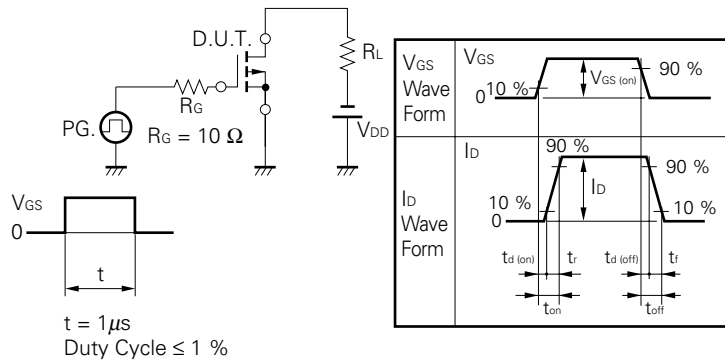 D.U.T.
RL
RG
PG.
RG = 10 Ω
VDD
VGS
0
t
t = 1μs
Duty Cycle ≤ 1 %
VGS
Wave
Form
VGS
10 %
0
VGS (on)
90 %
ID
Wave
Form
ID
90 %
90 %
ID
10 %
0
10 %
td (on)
tr
td (off)
tf
ton
toff